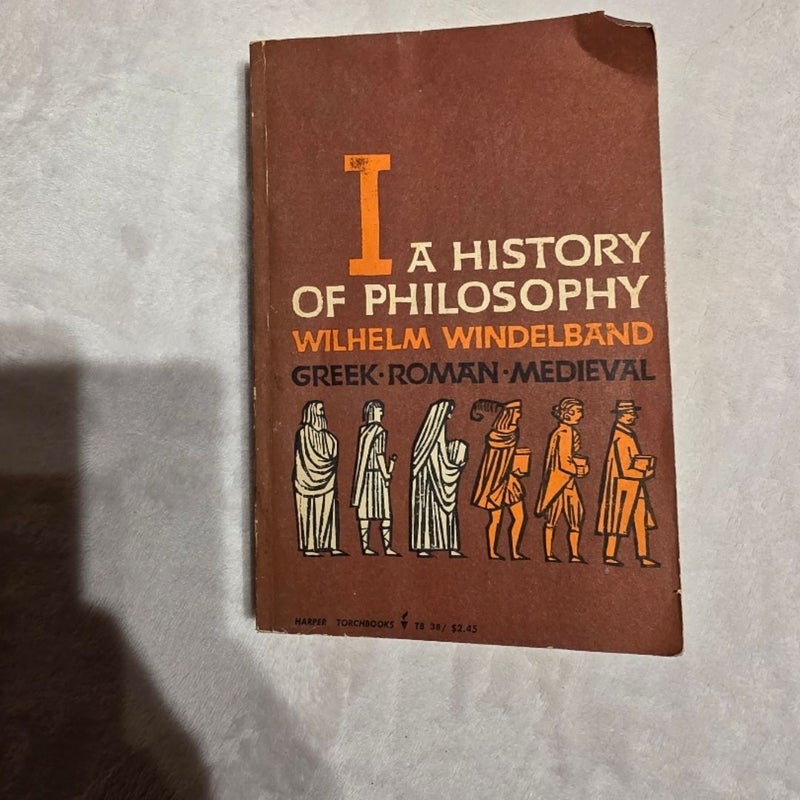 I A HISTORY
OF PHILOSOPHY
WILHELM WINDELBAND
GREEK·ROMAN·MEDIEVAL
HARPER TORCHBOOKS TB 38/ $2.45